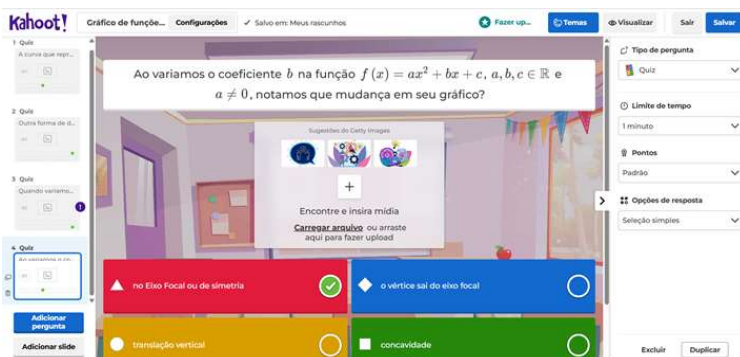 Kahoot!
Gráfico de funçõe...
Configurações
✓ Salvo em: Meus rascunhos
Fazer up...
Temas
Visualizar
Sair
Salvar
1 Quiz
A curva que repr...
2 Quiz
Outra forma de d...
3 Quiz
Quando variamo...
4 Quiz
Ao variamos o co...
Adicionar
pergunta
Adicionar slide
Ao variamos o coeficiente b na função f (x) = ax² + bx + c, a, b, c ∈ ℝ e
a ≠ 0, notamos que mudança em seu gráfico?
Sugestões do Getty Images
+
Encontre e insira mídia
Carregar arquivo ou arraste
aqui para fazer upload
no Eixo Focal ou de simetria
o vértice sai do eixo focal
translação vertical
concavidade
Tipo de pergunta
Quiz
Limite de tempo
1 minuto
Pontos
Padrão
Opções de resposta
Seleção simples
Excluir
Duplicar